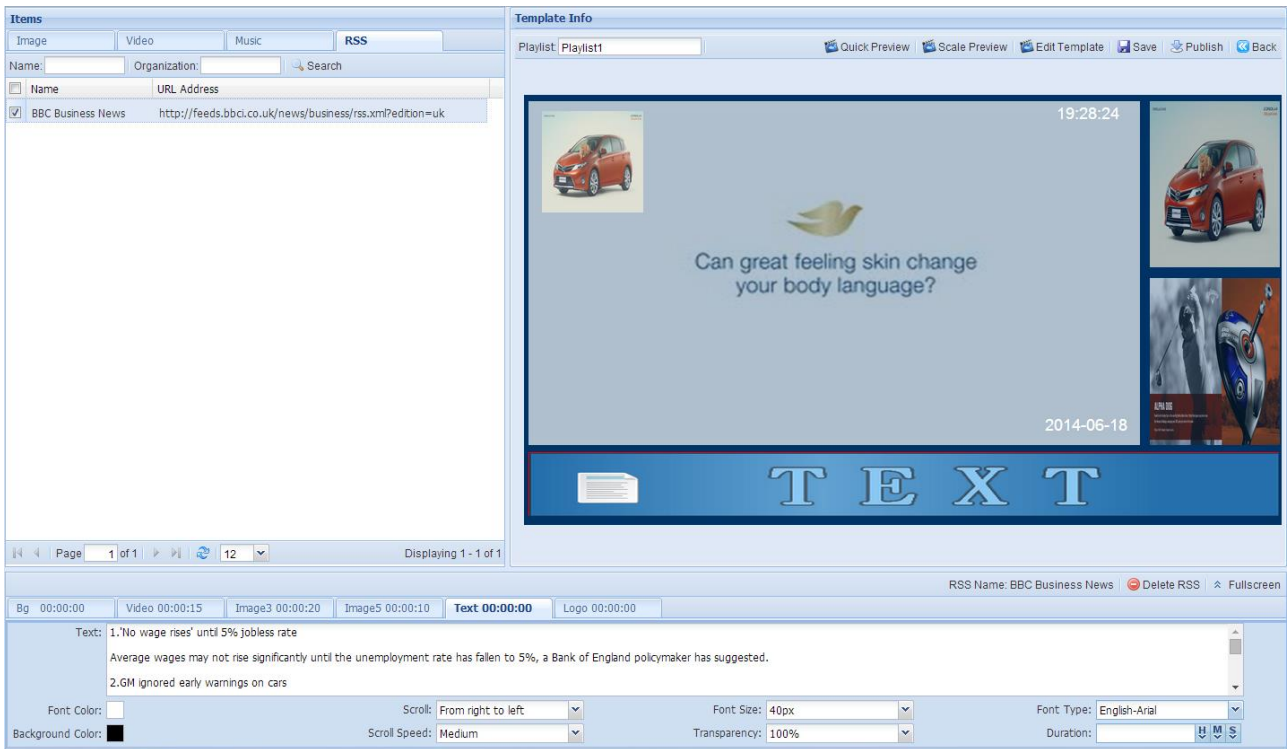 Items
Image Video Music RSS
Name: Organization: Search
Name URL Address
BBC Business News http://feeds.bbci.co.uk/news/business/rss.xml?edition=uk
Page 1 of 1 12 Displaying 1 - 1 of 1
Template Info
Playlist: Playlist1 Quick Preview Scale Preview Edit Template Save Publish Back
19:28:24
Can great feeling skin change
your body language?
ALPHA DOG
2014-06-18
TEXT
RSS Name: BBC Business News Delete RSS Fullscreen
Bg 00:00:00 Video 00:00:15 Image3 00:00:20 Image5 00:00:10 Text 00:00:00 Logo 00:00:00
Text: 1.'No wage rises' until 5% jobless rate
Average wages may not rise significantly until the unemployment rate has fallen to 5%, a Bank of England policymaker has suggested.
2.GM ignored early warnings on cars
Font Color: Scroll: From right to left Font Size: 40px Font Type: English-Arial
Background Color: Scroll Speed: Medium Transparency: 100% Duration: H M S